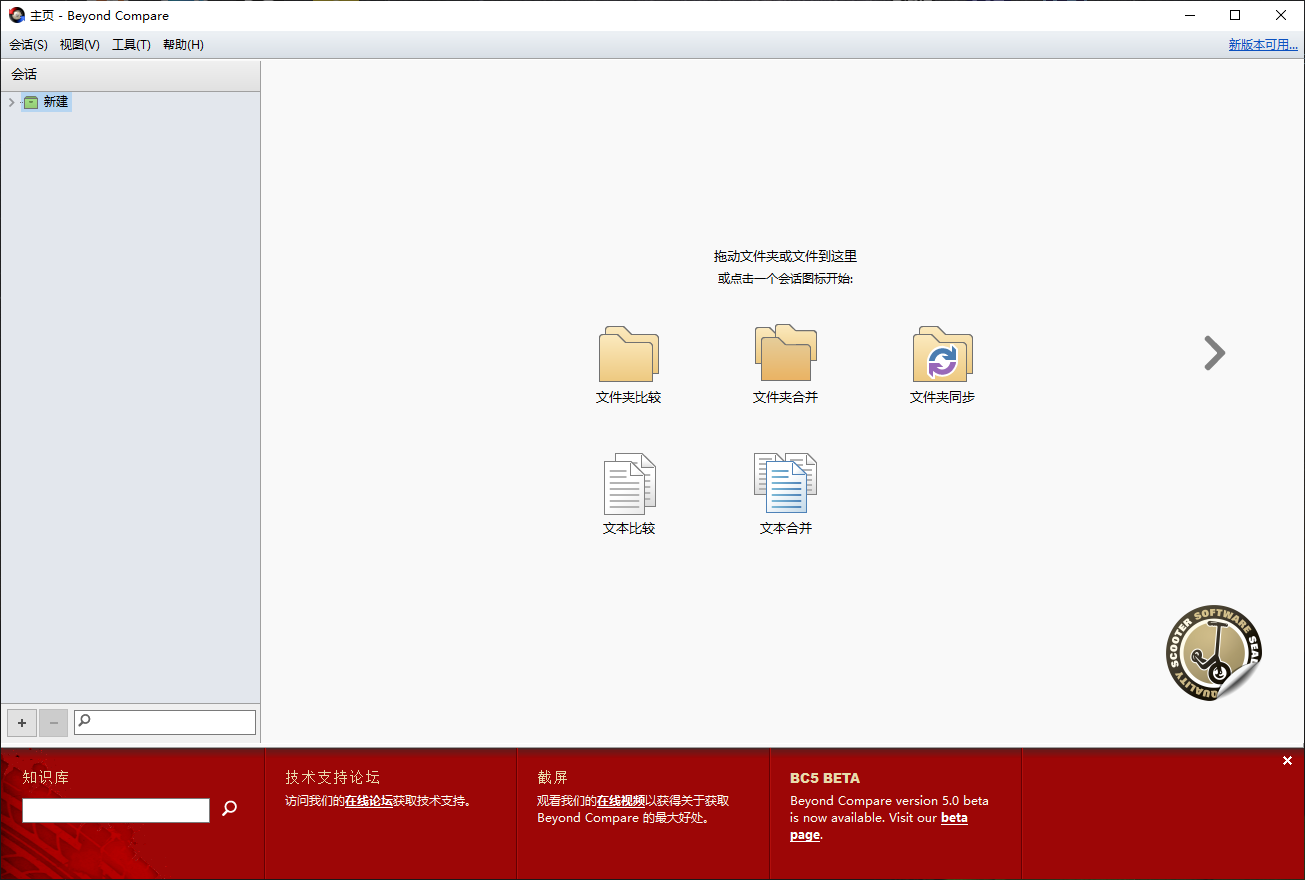 主页 - Beyond Compare
会话(S) 视图(V) 工具(T) 帮助(H)
新版本可用...
会话
新建
拖动文件夹或文件到这里
或点击一个会话图标开始:
文件夹比较
文件夹合并
文件夹同步
文本比较
文本合并
SCOOTER SOFTWARE SEAL
QUALITY
知识库
技术支持论坛
访问我们的在线论坛获取技术支持。
截屏
观看我们的在线视频以获得关于获取
Beyond Compare 的最大好处。
BC5 BETA
Beyond Compare version 5.0 beta
is now available. Visit our beta
page.